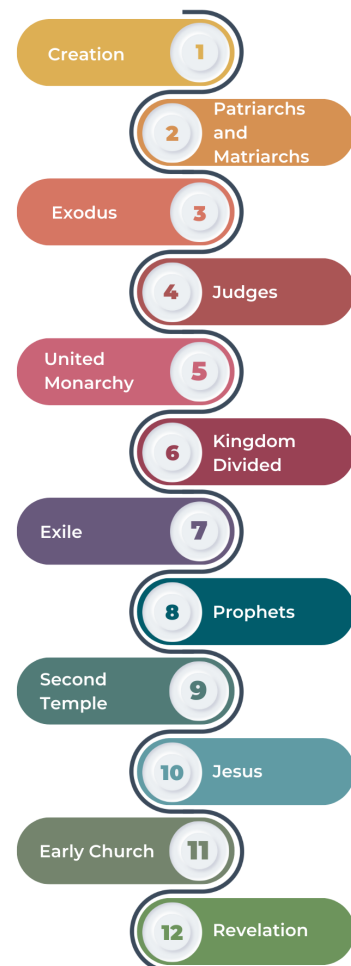 Creation
1
2
Patriarchs
and
Matriarchs
Exodus
3
4
Judges
United
Monarchy
5
6
Kingdom
Divided
Exile
7
8
Prophets
Second
Temple
9
10
Jesus
Early Church
11
12
Revelation